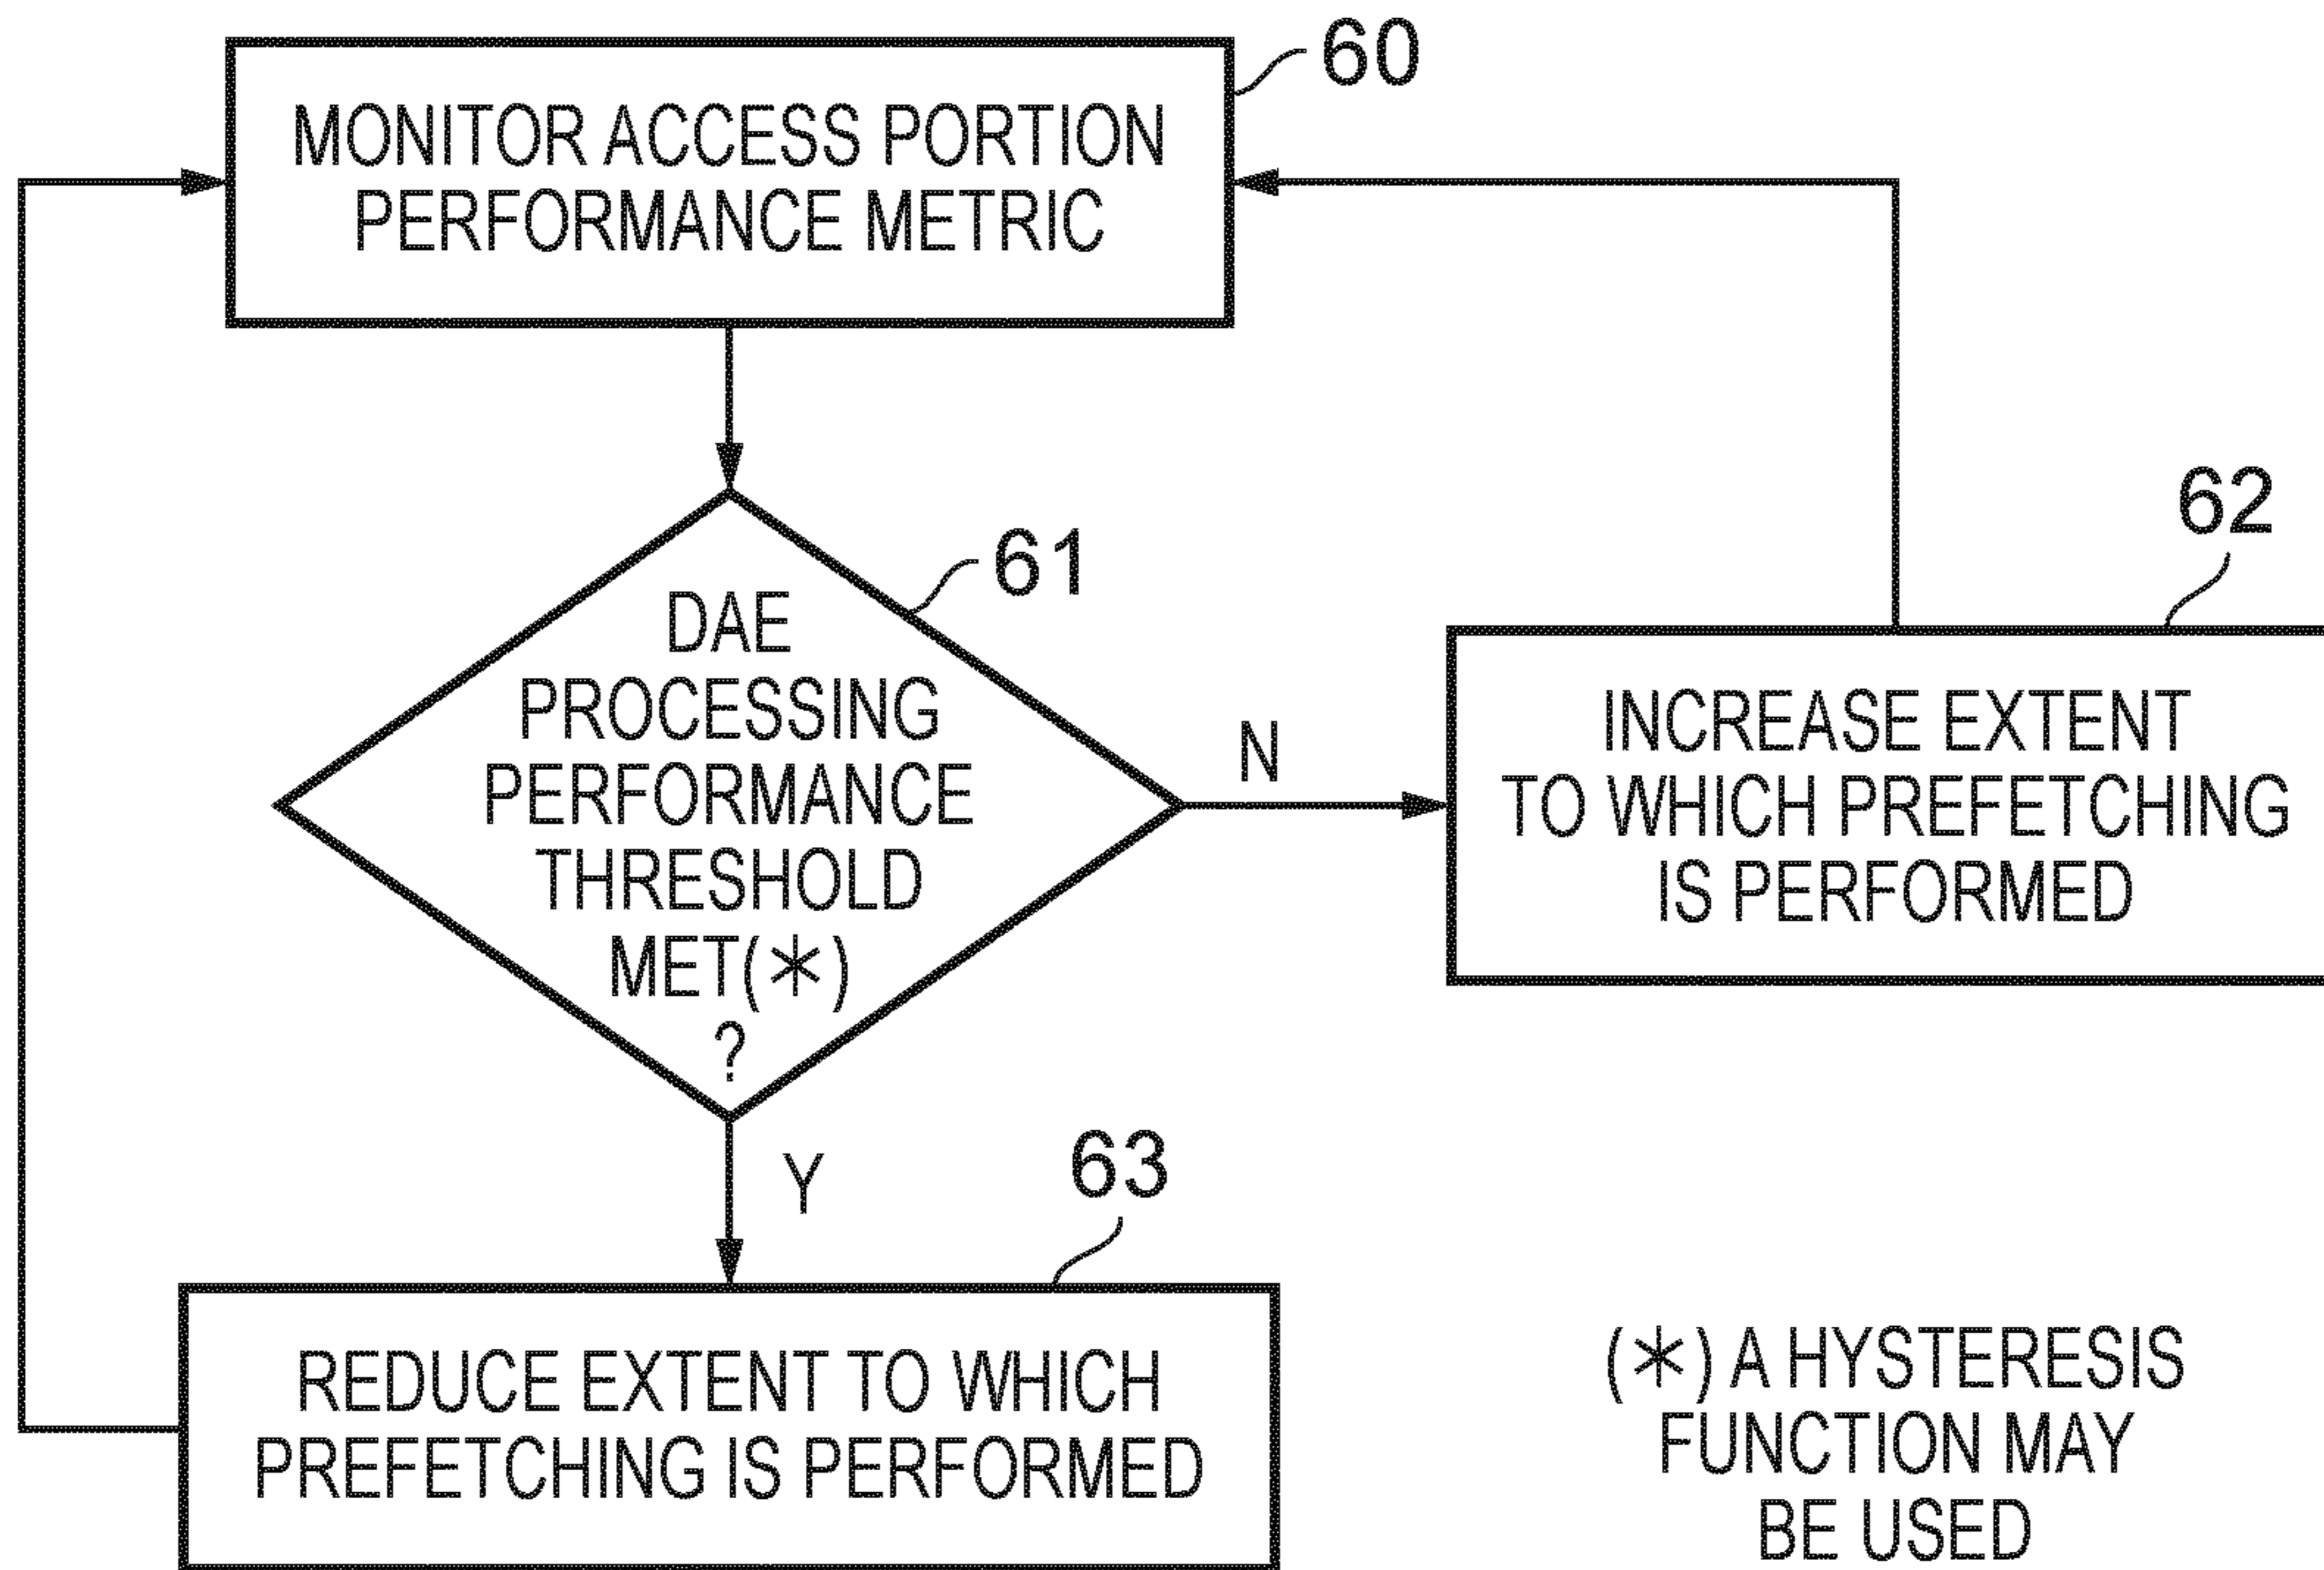 60
MONITOR ACCESS PORTION
PERFORMANCE METRIC
61
DAE
PROCESSING
PERFORMANCE
THRESHOLD
MET(*)
?
N
62
INCREASE EXTENT
TO WHICH PREFETCHING
IS PERFORMED
Y
63
REDUCE EXTENT TO WHICH
PREFETCHING IS PERFORMED
(*) A HYSTERESIS
FUNCTION MAY
BE USED